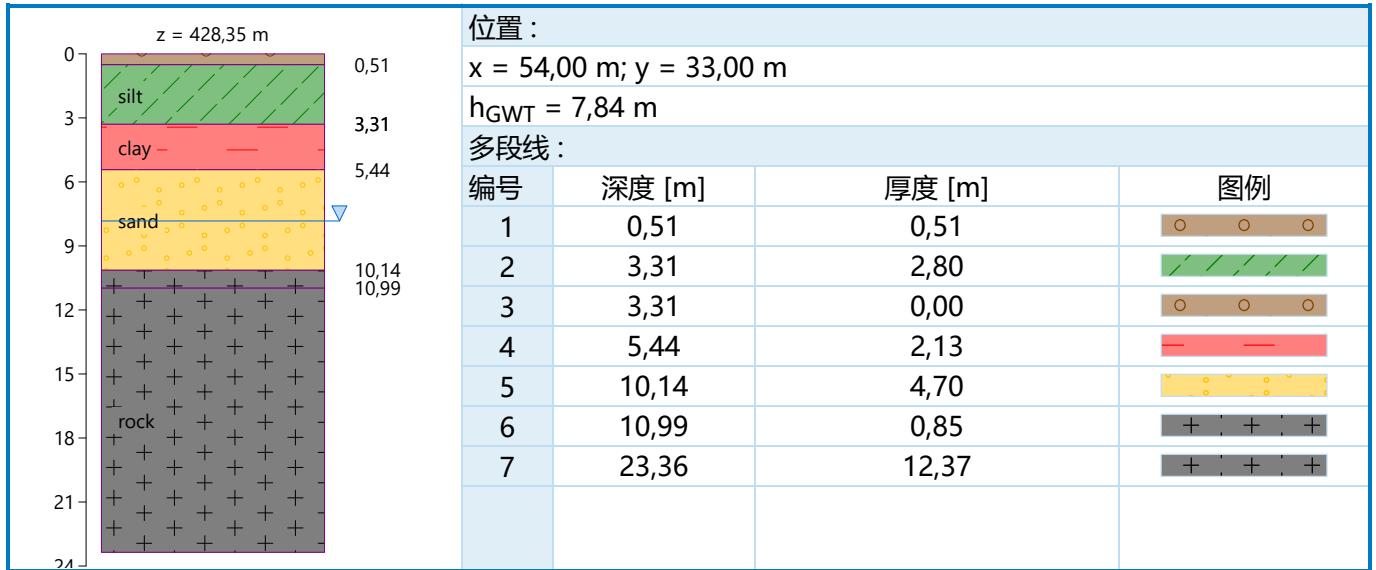 z = 428,35 m
0
0,51
silt
3
3,31
clay
5,44
6
sand
9
10,14
10,99
12
15
rock
18
21
24
位置 :
x = 54,00 m; y = 33,00 m
hGWT = 7,84 m
多段线 :
编号 深度 [m] 厚度 [m] 图例
1 0,51 0,51
2 3,31 2,80
3 3,31 0,00
4 5,44 2,13
5 10,14 4,70
6 10,99 0,85
7 23,36 12,37